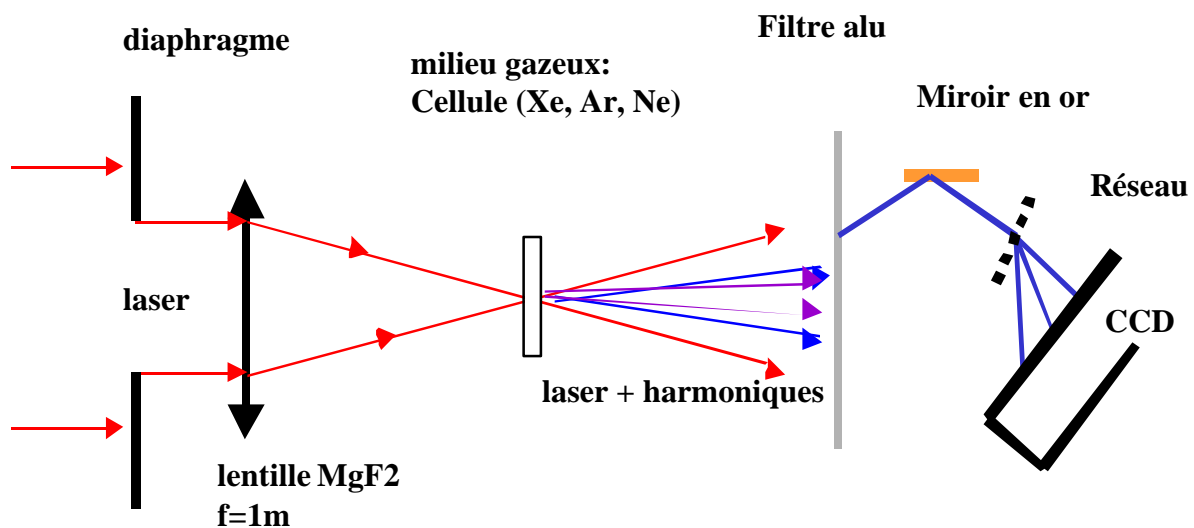 diaphragme
milieu gazeux:
Cellule (Xe, Ar, Ne)
Filtre alu
Miroir en or
Réseau
laser
CCD
laser + harmoniques
lentille MgF2
f=1m